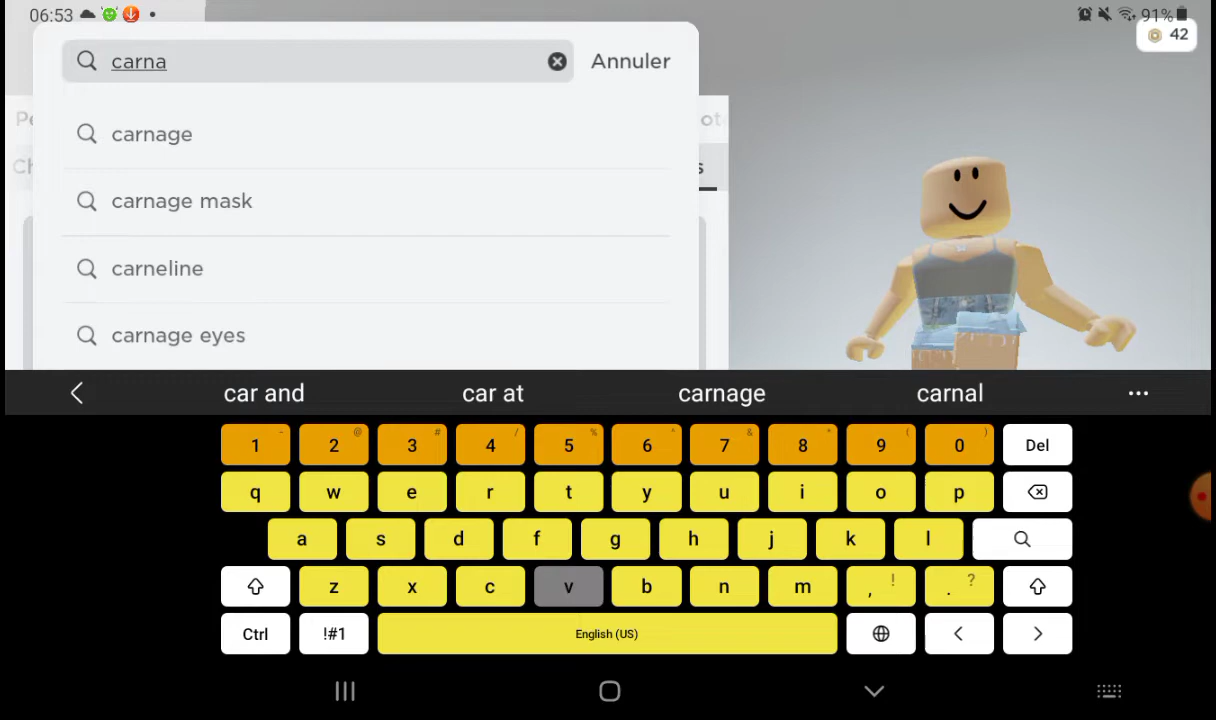 06:53
91%
42
carna
Annuler
carnage
carnage mask
carneline
carnage eyes
car and car at carnage carnal
1 - 2 @ 3 # 4 / 5 % 6 ^ 7 & 8 * 9 ( 0 ) Del
q w e r t y u i o p
a s d f g h j k l
z x c v b n m , ! . ?
Ctrl !#1 English (US) < >